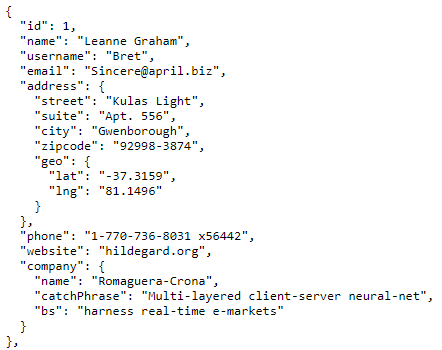 {
  "id": 1,
  "name": "Leanne Graham",
  "username": "Bret",
  "email": "Sincere@april.biz",
  "address": {
    "street": "Kulas Light",
    "suite": "Apt. 556",
    "city": "Gwenborough",
    "zipcode": "92998-3874",
    "geo": {
      "lat": "-37.3159",
      "lng": "81.1496"
    }
  },
  "phone": "1-770-736-8031 x56442",
  "website": "hildegard.org",
  "company": {
    "name": "Romaguera-Crona",
    "catchPhrase": "Multi-layered client-server neural-net",
    "bs": "harness real-time e-markets"
  }
},